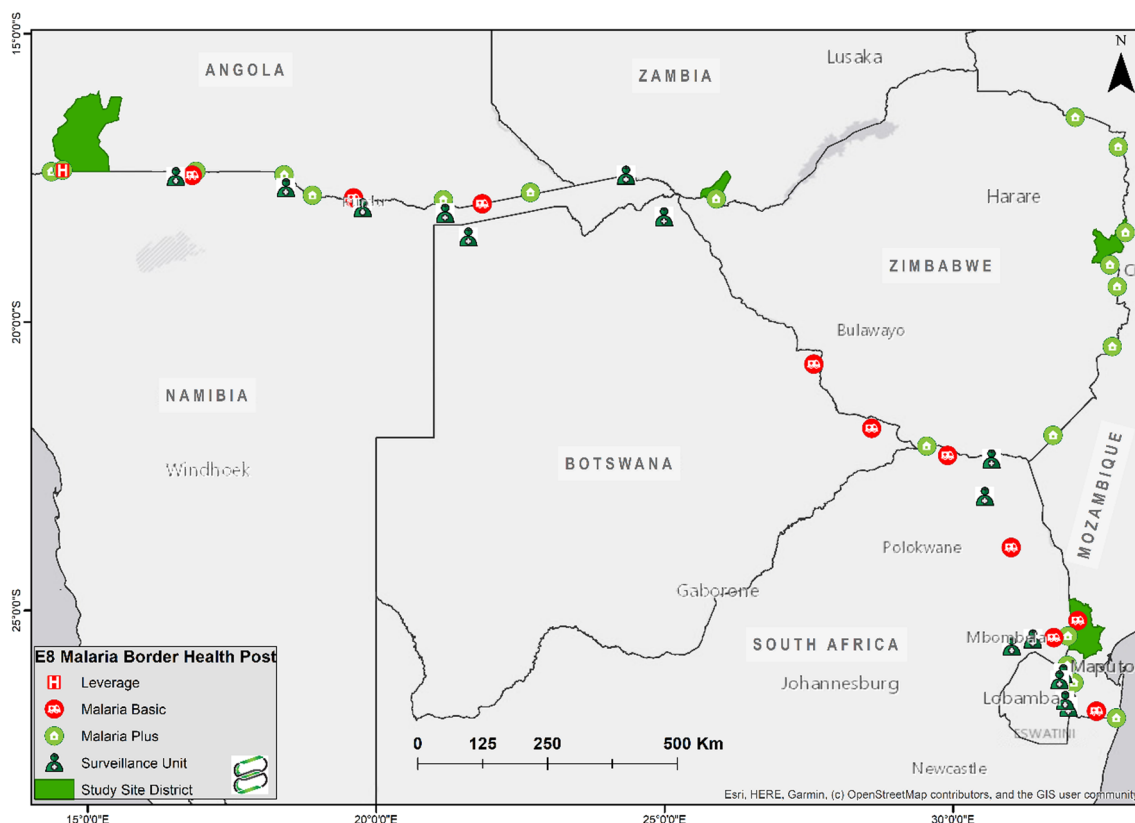 15°0'0"S
N
ANGOLA
ZAMBIA
Lusaka
Harare
ZIMBABWE
20°0'0"S
Bulawayo
NAMIBIA
Windhoek
BOTSWANA
MOZAMBIQUE
Polokwane
Gaborone
25°0'0"S
SOUTH AFRICA
Mbombela
Johannesburg
Maputo
Lobamba
ESWATINI
Newcastle
E8 Malaria Border Health Post
H Leverage
Malaria Basic
Malaria Plus
Surveillance Unit
Study Site District
0 125 250 500 Km
Esri, HERE, Garmin, (c) OpenStreetMap contributors, and the GIS user community
15°0'0"E 20°0'0"E 25°0'0"E 30°0'0"E